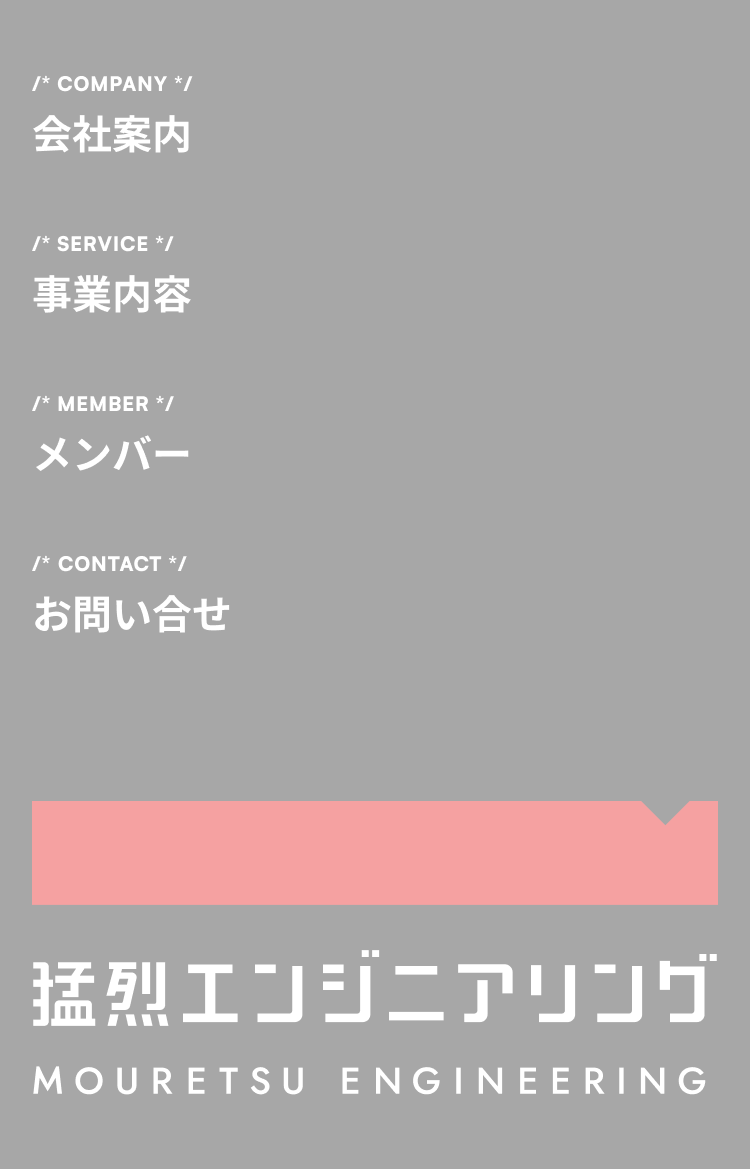 /* COMPANY */
会社案内
/* SERVICE */
事業内容
/* MEMBER */
メンバー
/* CONTACT */
お問い合せ
猛烈エンジニアリング
MOURETSU ENGINEERING